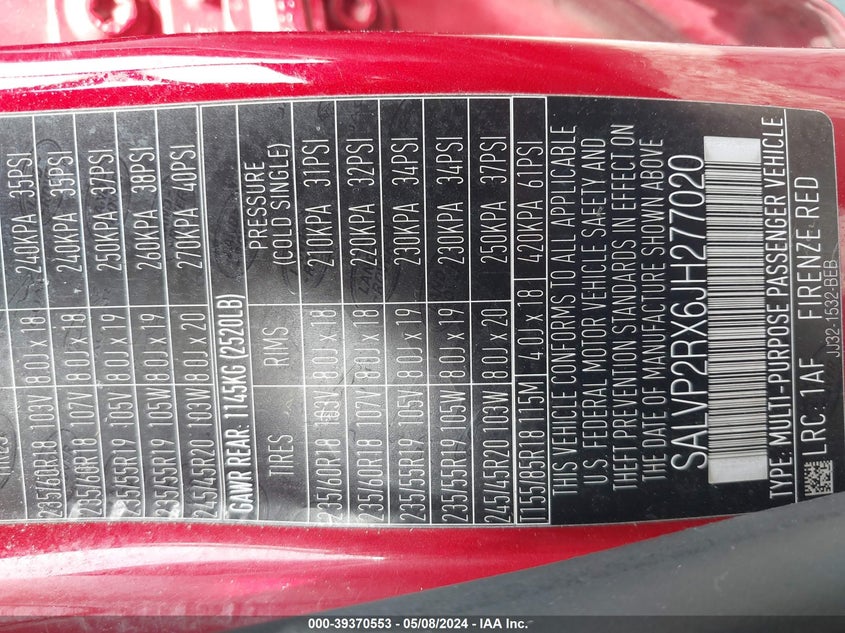 TIRES
235/60R18 103V 8.0J x 18 240KPA 35PSI
235/60R18 107V 8.0J x 18 240KPA 35PSI
235/55R19 105V 8.0J x 19 250KPA 37PSI
235/55R19 105W 8.0J x 19 260KPA 38PSI
245/45R20 103W 8.0J x 20 270KPA 40PSI
GAWR REAR: 1145KG (2520LB)
TIRES RIMS PRESSURE
(COLD SINGLE)
235/60R18 103V 8.0J x 18 210KPA 31PSI
235/60R18 107V 8.0J x 18 220KPA 32PSI
235/55R19 105V 8.0J x 19 230KPA 34PSI
235/55R19 105W 8.0J x 19 230KPA 34PSI
245/45R20 103W 8.0J x 20 250KPA 37PSI
T155/85R18 115M 4.0J x 18 420KPA 61PSI
THIS VEHICLE CONFORMS TO ALL APPLICABLE
U.S. FEDERAL MOTOR VEHICLE SAFETY AND
THEFT PREVENTION STANDARDS IN EFFECT ON
THE DATE OF MANUFACTURE SHOWN ABOVE
SALVP2RX6JH277020
TYPE: MULTI-PURPOSE PASSENGER VEHICLE
LRC: 1AF FIRENZE RED
JJ32-1532-BEB
000-39370553 - 05/08/2024 - IAA Inc.